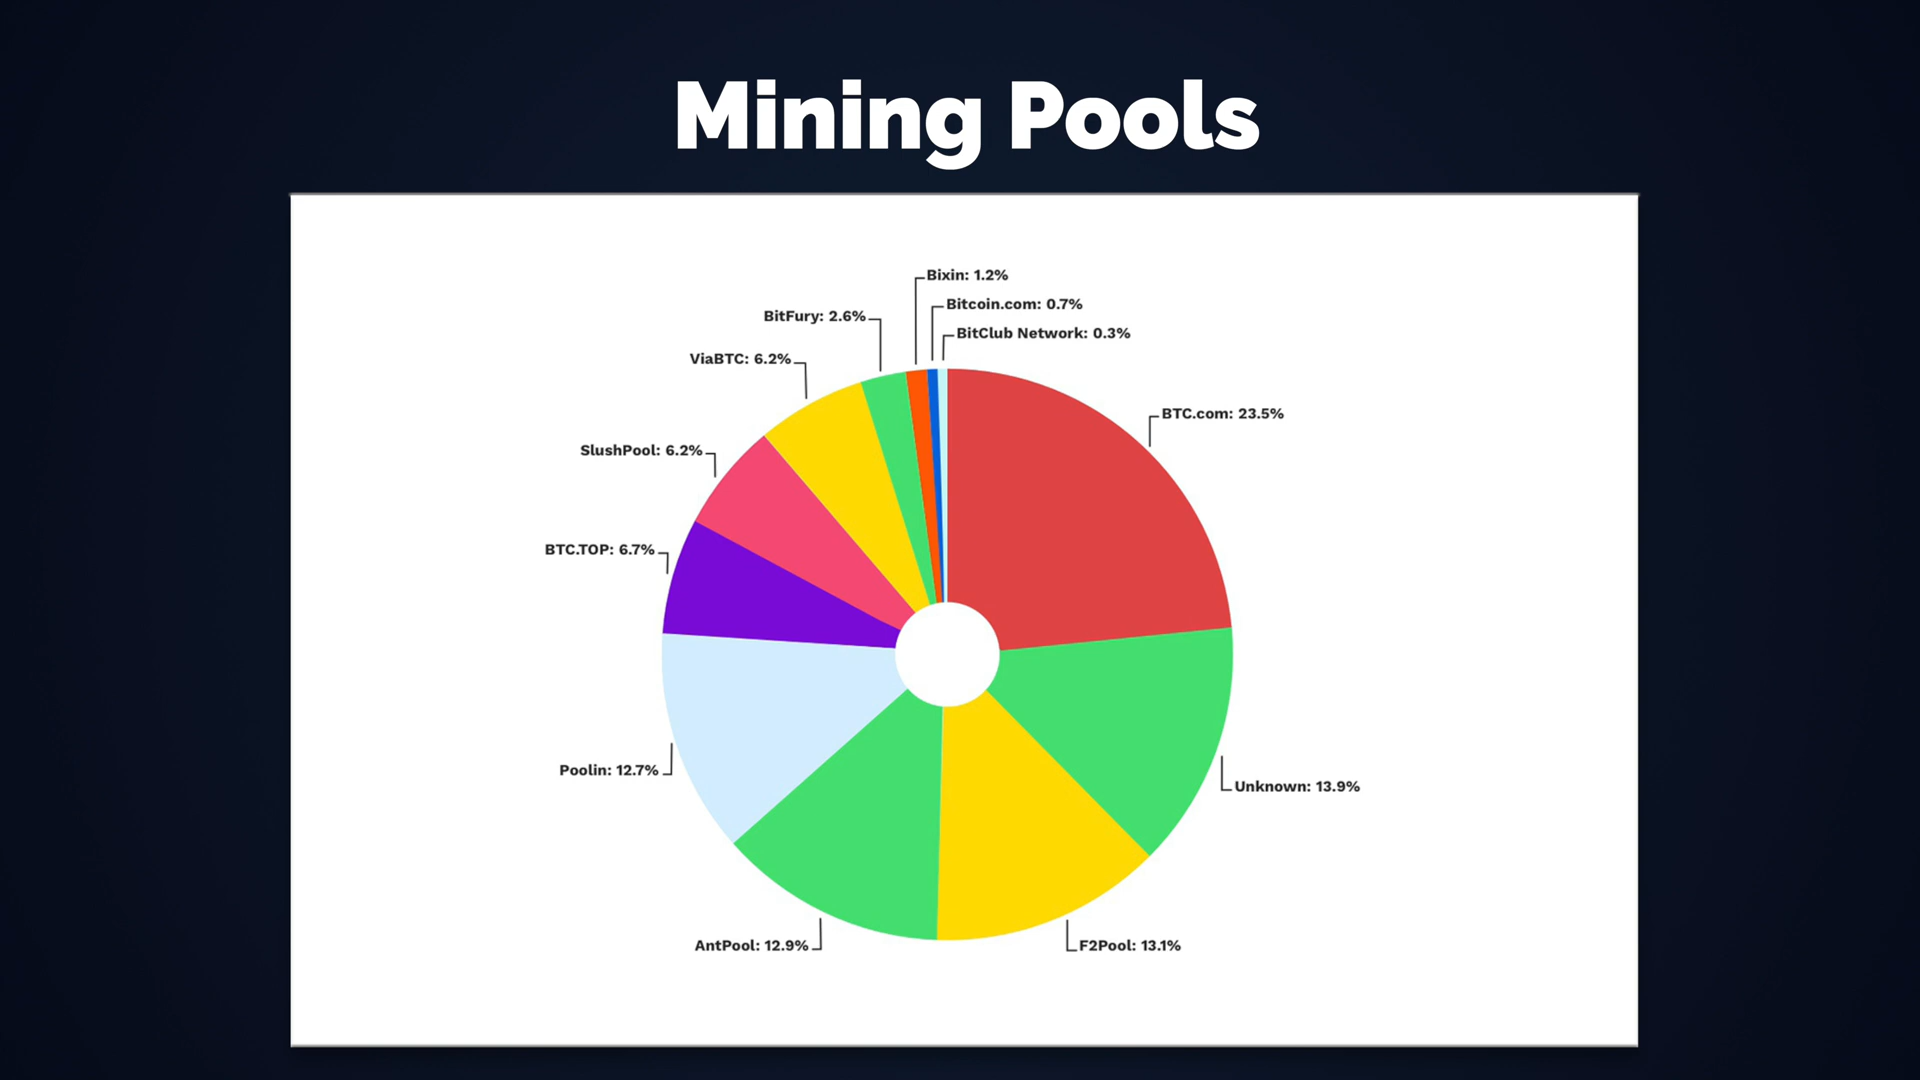 Mining Pools
Bixin: 1.2%
Bitcoin.com: 0.7%
BitFury: 2.6%
BitClub Network: 0.3%
ViaBTC: 6.2%
BTC.com: 23.5%
SlushPool: 6.2%
BTC.TOP: 6.7%
Poolin: 12.7%
Unknown: 13.9%
AntPool: 12.9%
F2Pool: 13.1%